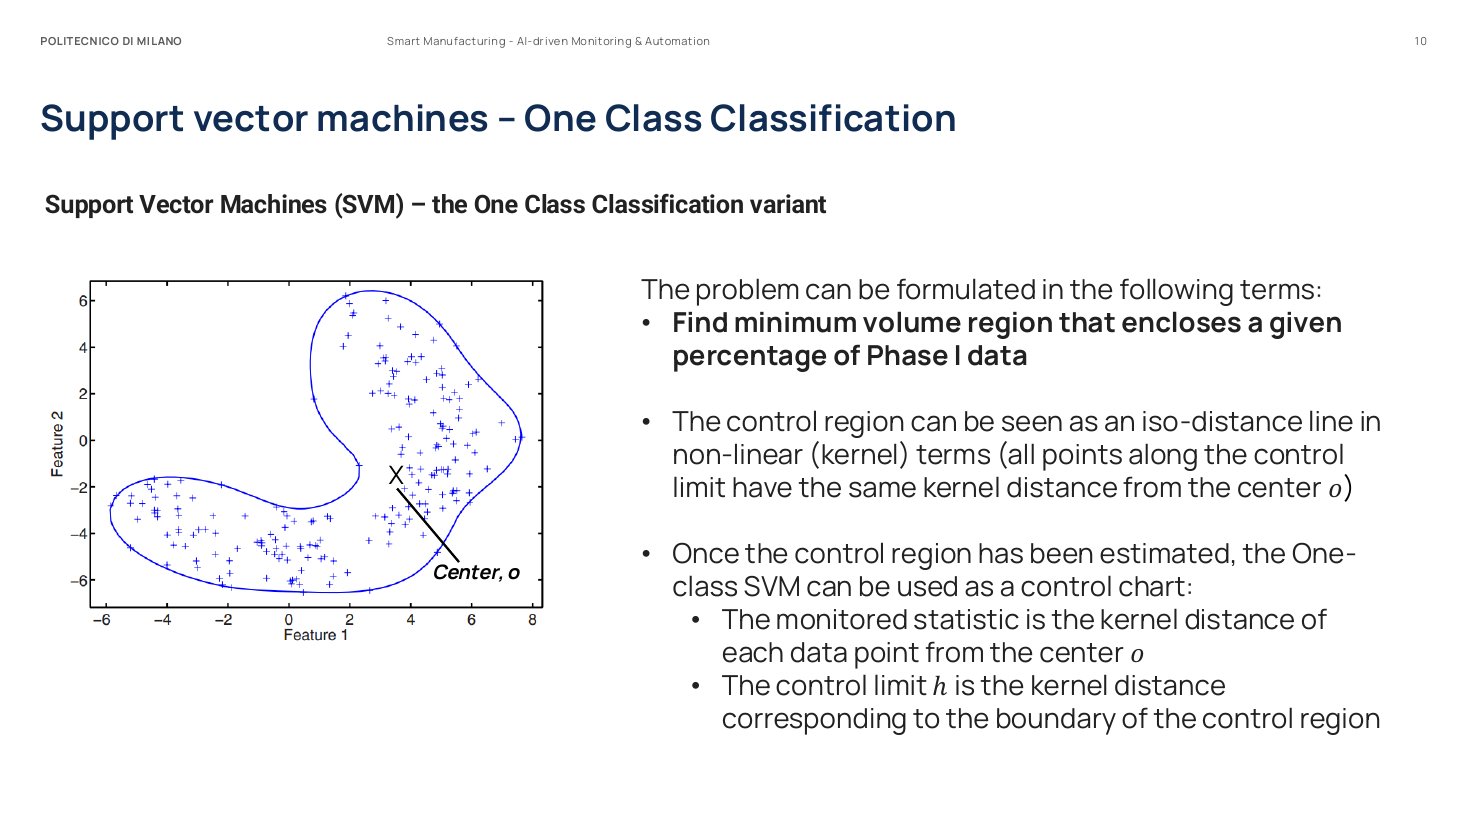 POLITECNICO DI MILANO
Smart Manufacturing - AI-driven Monitoring & Automation
10
Support vector machines – One Class Classification
Support Vector Machines (SVM) – the One Class Classification variant
6
4
2
0
−2
−4
−6
Feature 2
X
Center, o
−6
−4
−2
0
2
4
6
8
Feature 1
The problem can be formulated in the following terms:
• Find minimum volume region that encloses a given
percentage of Phase I data
• The control region can be seen as an iso-distance line in
non-linear (kernel) terms (all points along the control
limit have the same kernel distance from the center o)
• Once the control region has been estimated, the One-
class SVM can be used as a control chart:
• The monitored statistic is the kernel distance of
each data point from the center o
• The control limit h is the kernel distance
corresponding to the boundary of the control region